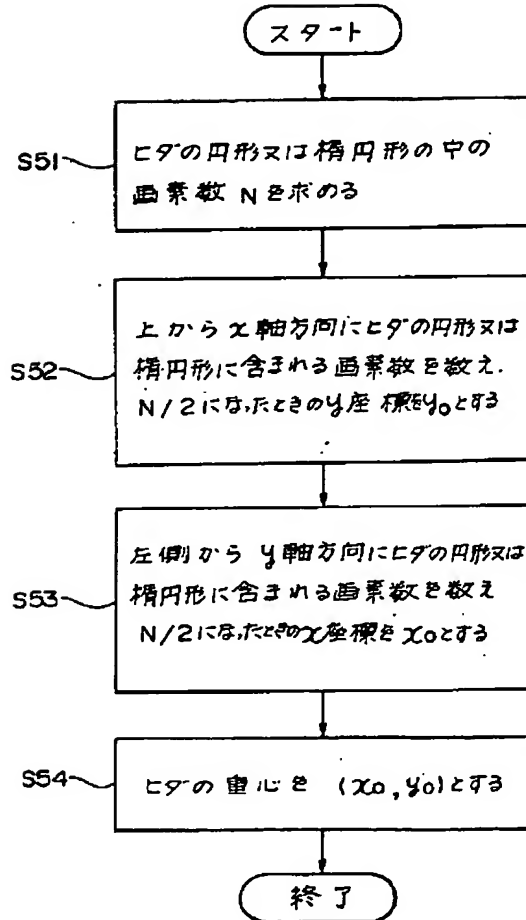 スタート
S51
ヒダの円形又は楕円形の中の
画素数 N を求める
S52
上から x 軸方向にヒダの円形又は
楕円形に含まれる画素数を数え.
N/2になったときのy座標をy₀とする
S53
左側から y 軸方向にヒダの円形又は
楕円形に含まれる画素数を数え
N/2になったときのx座標を x₀とする
S54
ヒダの重心を (x₀, y₀)とする
終了